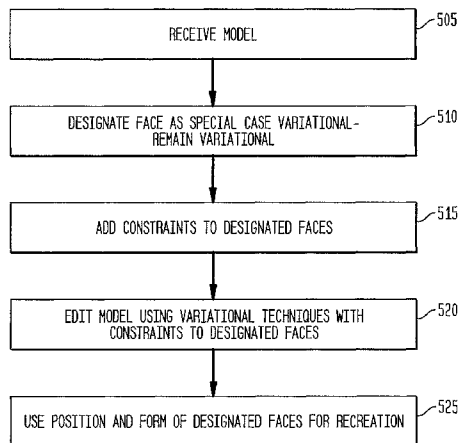 RECEIVE MODEL
505
DESIGNATE FACE AS SPECIAL CASE VARIATIONAL-
REMAIN VARIATIONAL
510
ADD CONSTRAINTS TO DESIGNATED FACES
515
EDIT MODEL USING VARIATIONAL TECHNIQUES WITH
CONSTRAINTS TO DESIGNATED FACES
520
USE POSITION AND FORM OF DESIGNATED FACES FOR RECREATION
525